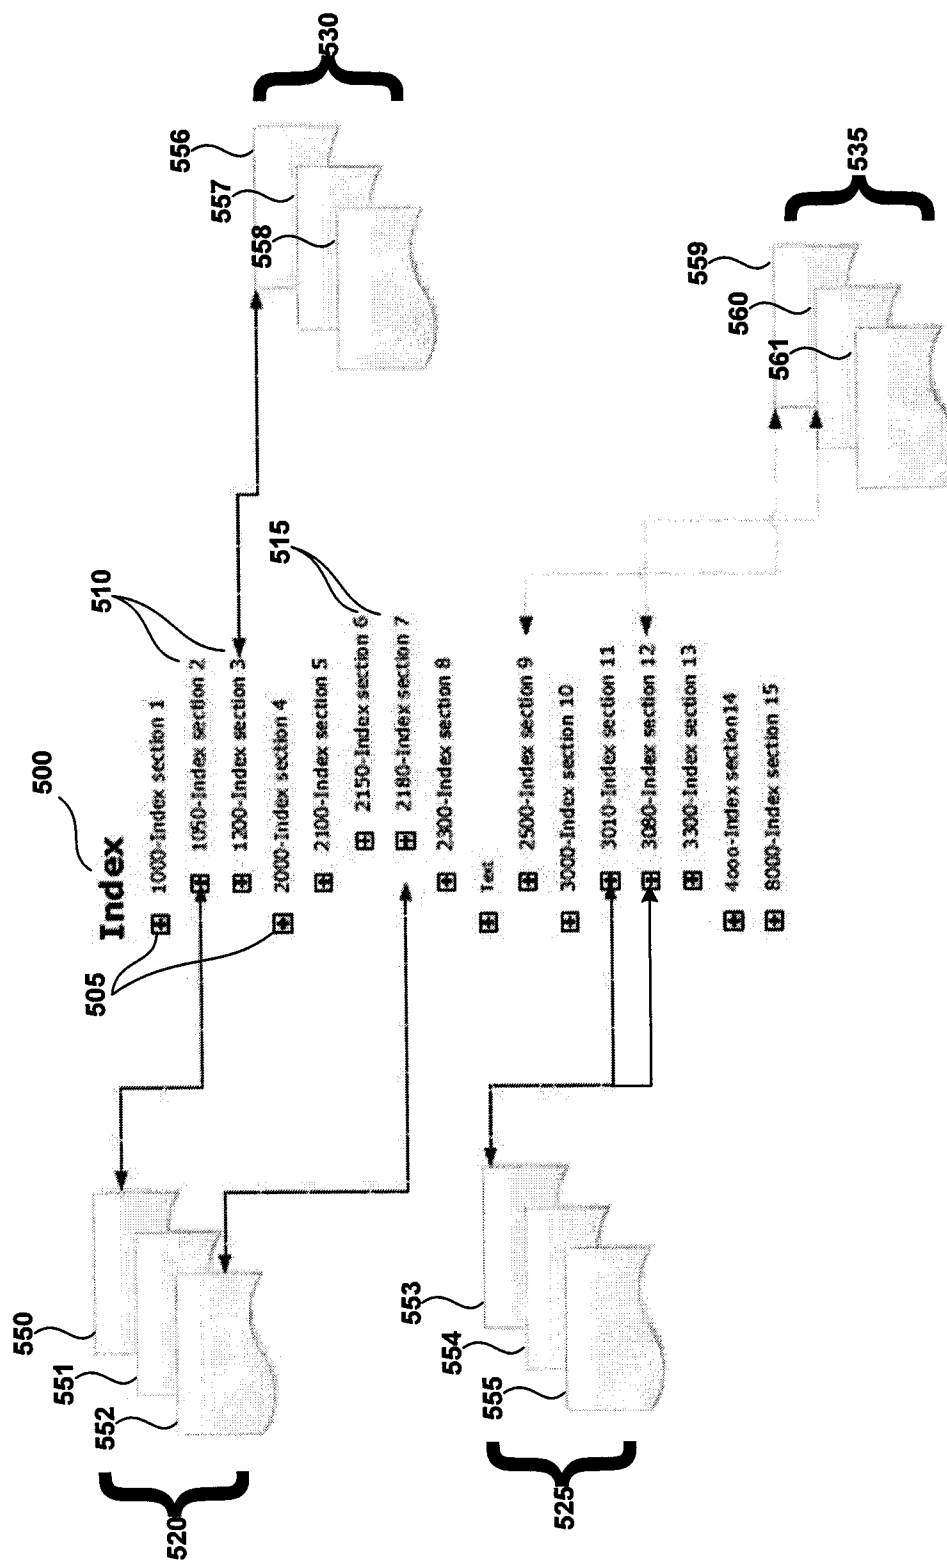 500
Index
505
510
515
1000-Index section 1
1050-Index section 2
1200-Index section 3
2000-Index section 4
2100-Index section 5
2150-Index section 6
2180-Index section 7
2300-Index section 8
Text
2500-Index section 9
3000-Index section 10
3010-Index section 11
3080-Index section 12
3300-Index section 13
4000-Index section14
8000-Index section 15
550
551
552
520
553
554
555
525
556
557
558
530
559
560
561
535